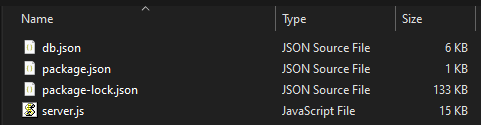 Name Type Size
db.json JSON Source File 6 KB
package.json JSON Source File 1 KB
package-lock.json JSON Source File 133 KB
server.js JavaScript File 15 KB